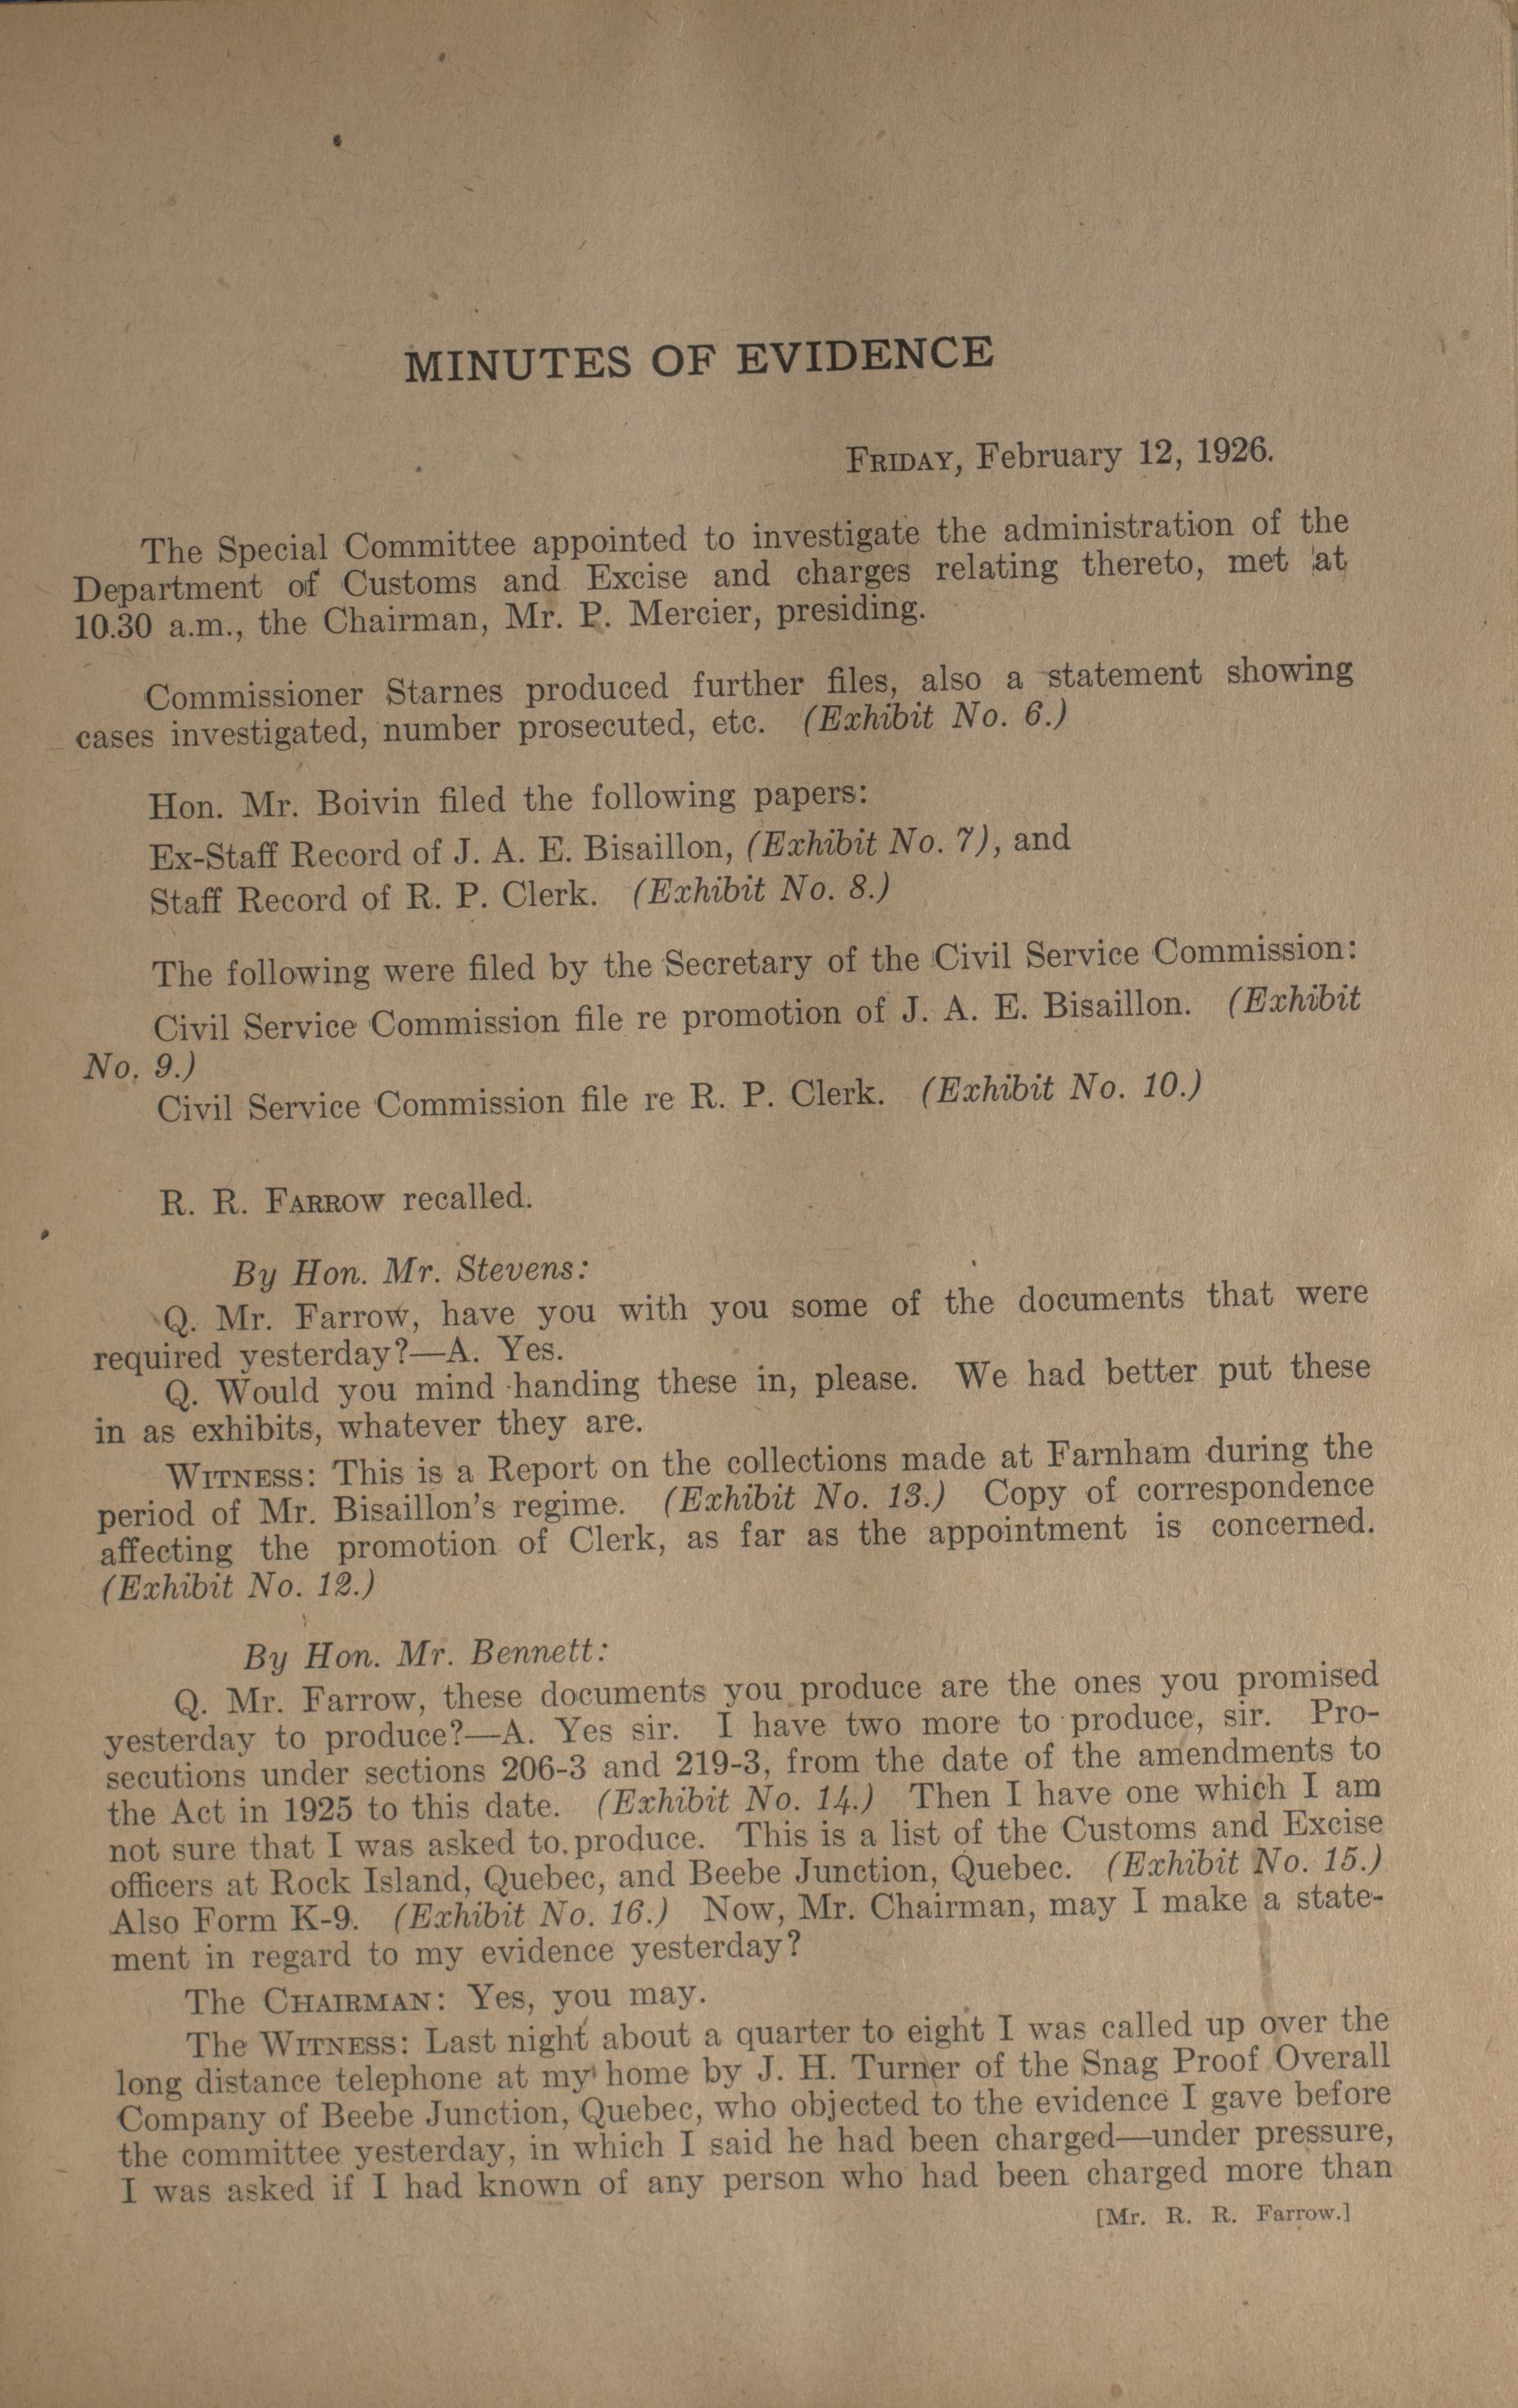 MINUTES OF EVIDENCE
FRIDAY, February 12, 1926.
The Special Committee appointed to investigate the administration of the
Department of Customs and Excise and charges relating thereto, met at
10.30 a.m., the Chairman, Mr. P. Mercier, presiding.
Commissioner Starnes produced further files, also a statement showing
cases investigated, number prosecuted, etc. (Exhibit No. 6.)
Hon. Mr. Boivin filed the following papers:
Ex-Staff Record of J. A. E. Bisaillon, (Exhibit No. 7), and
Staff Record of R. P. Clerk. (Exhibit No. 8.)
The following were filed by the Secretary of the Civil Service Commission:
Civil Service Commission file re promotion of J. A. E. Bisaillon. (Exhibit
No. 9.)
Civil Service Commission file re R. P. Clerk. (Exhibit No. 10.)
R. R. FARROW recalled.
By Hon. Mr. Stevens:
Q. Mr. Farrow, have you with you some of the documents that were
required yesterday?—A. Yes.
Q. Would you mind handing these in, please. We had better put these
in as exhibits, whatever they are.
WITNESS: This is a Report on the collections made at Farnham during the
period of Mr. Bisaillon's regime. (Exhibit No. 13.) Copy of correspondence
affecting the promotion of Clerk, as far as the appointment is concerned.
(Exhibit No. 12.)
By Hon. Mr. Bennett:
Q. Mr. Farrow, these documents you produce are the ones you promised
yesterday to produce?—A. Yes sir. I have two more to produce, sir. Pro-
secutions under sections 206-3 and 219-3, from the date of the amendments to
the Act in 1925 to this date. (Exhibit No. 14.) Then I have one which I am
not sure that I was asked to produce. This is a list of the Customs and Excise
officers at Rock Island, Quebec, and Beebe Junction, Quebec. (Exhibit No. 15.)
Also Form K-9. (Exhibit No. 16.) Now, Mr. Chairman, may I make a state-
ment in regard to my evidence yesterday?
The CHAIRMAN: Yes, you may.
The WITNESS: Last night about a quarter to eight I was called up over the
long distance telephone at my home by J. H. Turner of the Snag Proof Overall
Company of Beebe Junction, Quebec, who objected to the evidence I gave before
the committee yesterday, in which I said he had been charged—under pressure,
I was asked if I had known of any person who had been charged more than
[Mr. R. R. Farrow.]